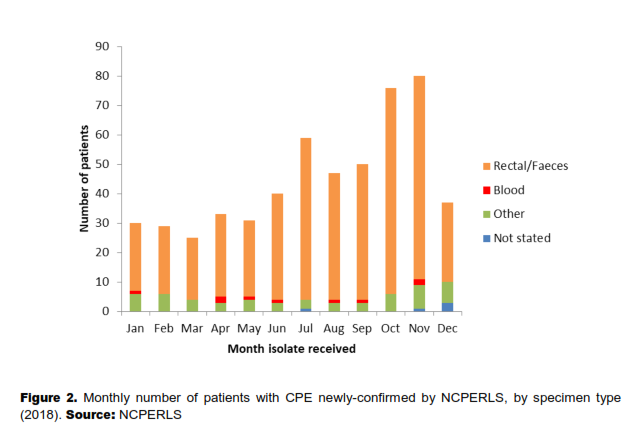 90
80
70
60
50
40
30
20
10
0
Number of patients
Jan Feb Mar Apr May Jun Jul Aug Sep Oct Nov Dec
Month isolate received
Rectal/Faeces
Blood
Other
Not stated
Figure 2. Monthly number of patients with CPE newly-confirmed by NCPERLS, by specimen type
(2018). Source: NCPERLS